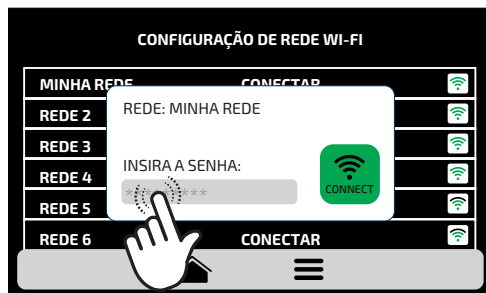 CONFIGURAÇÃO DE REDE WI-FI
MINHA REDE CONECTAR
REDE 2
REDE: MINHA REDE
REDE 3
INSIRA A SENHA:
REDE 4
CONNECT
REDE 5
REDE 6 CONECTAR